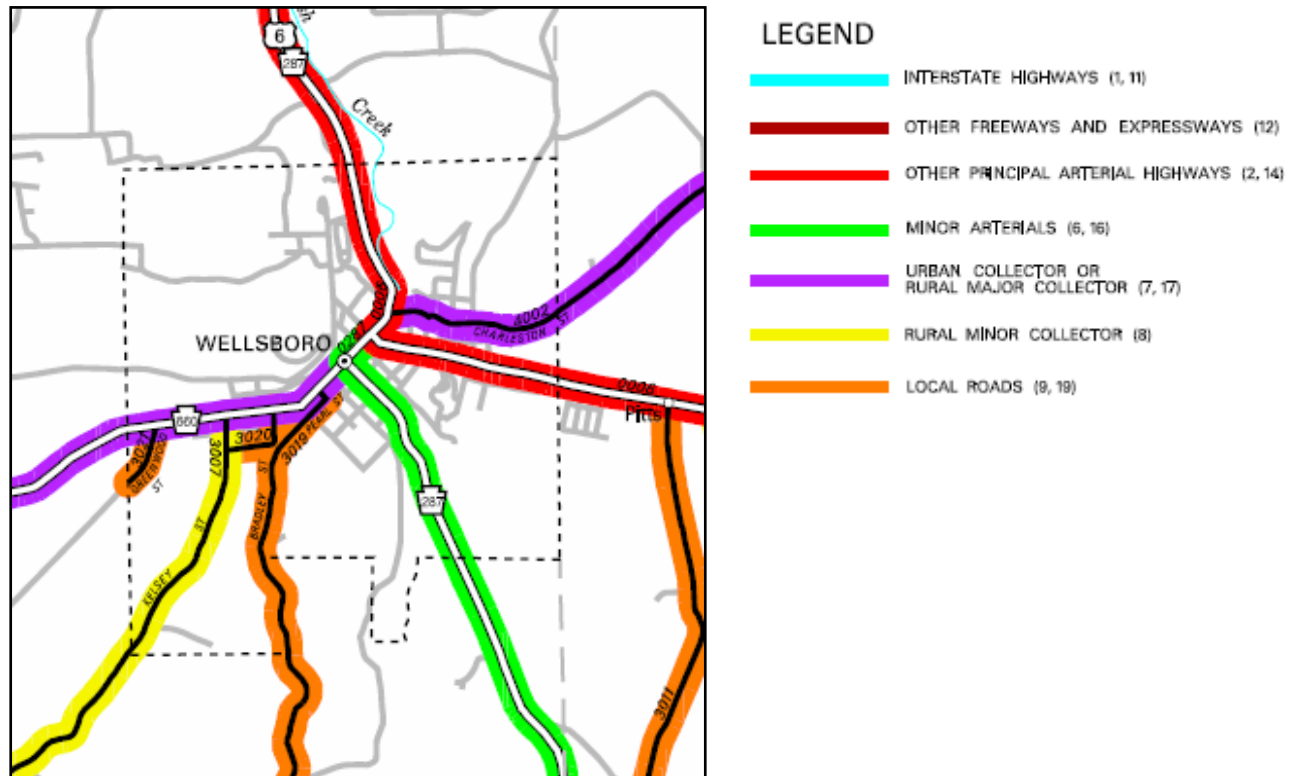 6
287
Creek
0006
0287
WELLSBORO
4002
CHARLESTON ST
0006
Pitts
660
3021
GREENWOOD ST
3007
3020
3019
PEARL ST
BRADLEY ST
287
KELSEY ST
3011
LEGEND
INTERSTATE HIGHWAYS (1, 11)
OTHER FREEWAYS AND EXPRESSWAYS (12)
OTHER PRINCIPAL ARTERIAL HIGHWAYS (2, 14)
MINOR ARTERIALS (6, 16)
URBAN COLLECTOR OR
RURAL MAJOR COLLECTOR (7, 17)
RURAL MINOR COLLECTOR (8)
LOCAL ROADS (9, 19)